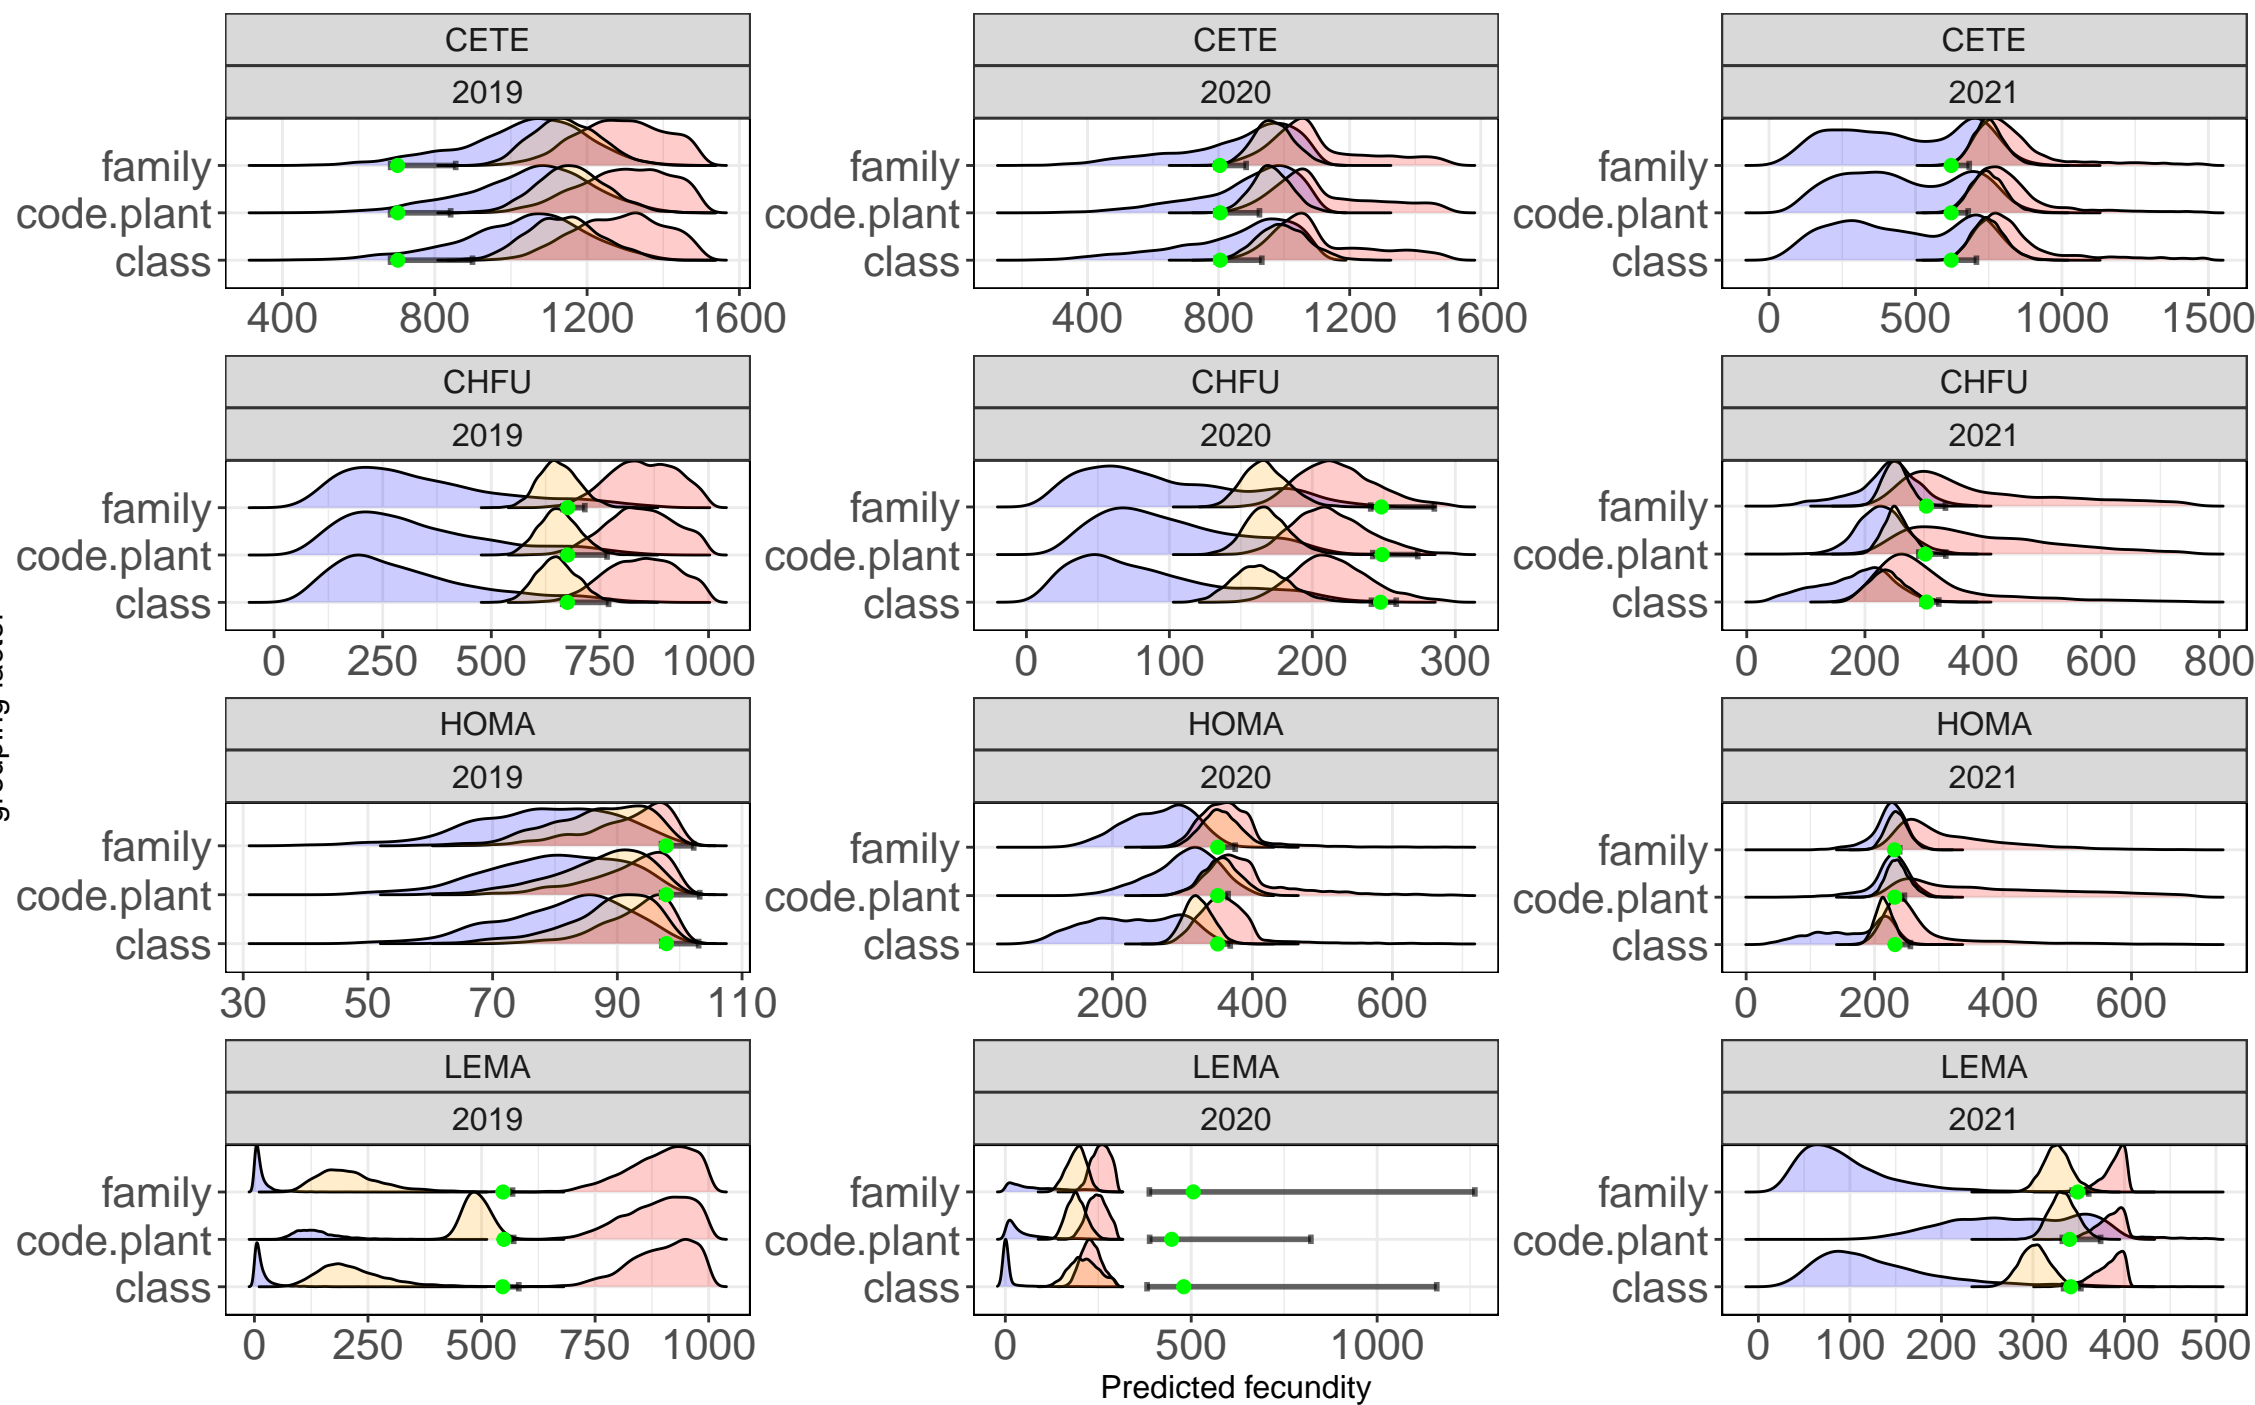 CETE CETE CETE
2019 2020 2021
family family family
code.plant code.plant code.plant
class class class
400 800 1200 1600 400 800 1200 1600 0 500 1000 1500
CHFU CHFU CHFU
2019 2020 2021
family family family
code.plant code.plant code.plant
class class class
0 250 500 750 1000 0 100 200 300 0 200 400 600 800
HOMA HOMA HOMA
2019 2020 2021
family family family
code.plant code.plant code.plant
class class class
30 50 70 90 110 200 400 600 0 200 400 600
LEMA LEMA LEMA
2019 2020 2021
family family family
code.plant code.plant code.plant
class class class
0 250 500 750 1000 0 500 1000 0 100 200 300 400 500
Predicted fecundity